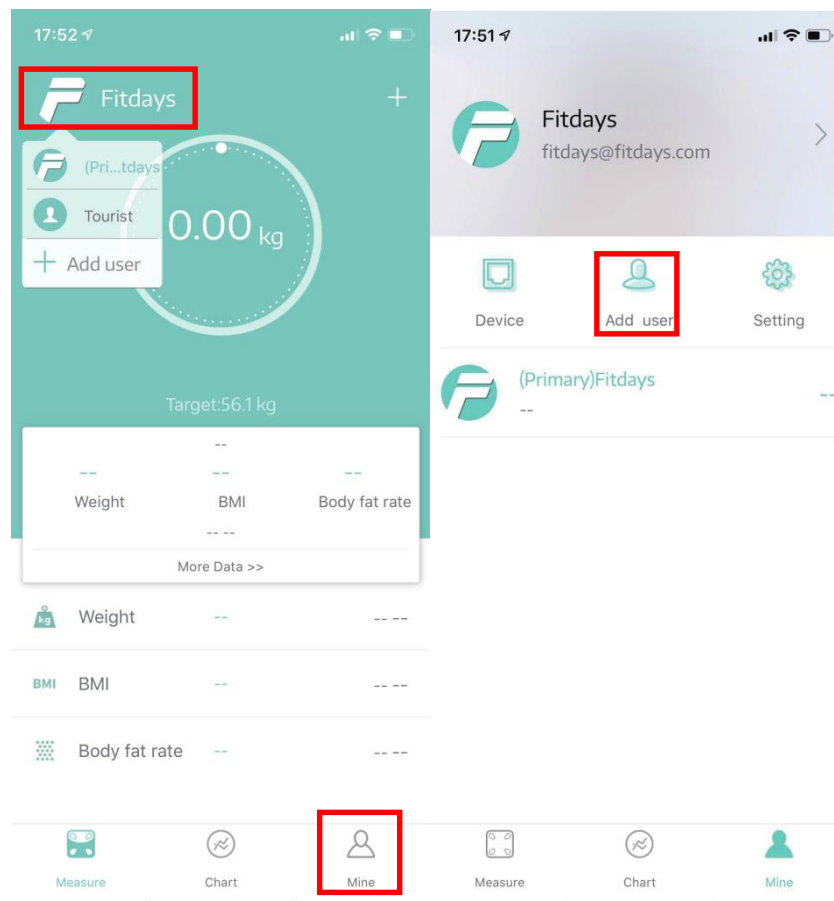 17:52
Fitdays
+
(Pri...tdays
Tourist
+ Add user
0.00 kg
Target:56.1 kg
--
-- -- --
Weight BMI Body fat rate
-- --
More Data >>
kg Weight -- -- --
BMI BMI -- -- --
Body fat rate -- -- --
Measure Chart Mine
17:51
Fitdays
fitdays@fitdays.com
Device Add user Setting
(Primary)Fitdays
--
--
Measure Chart Mine